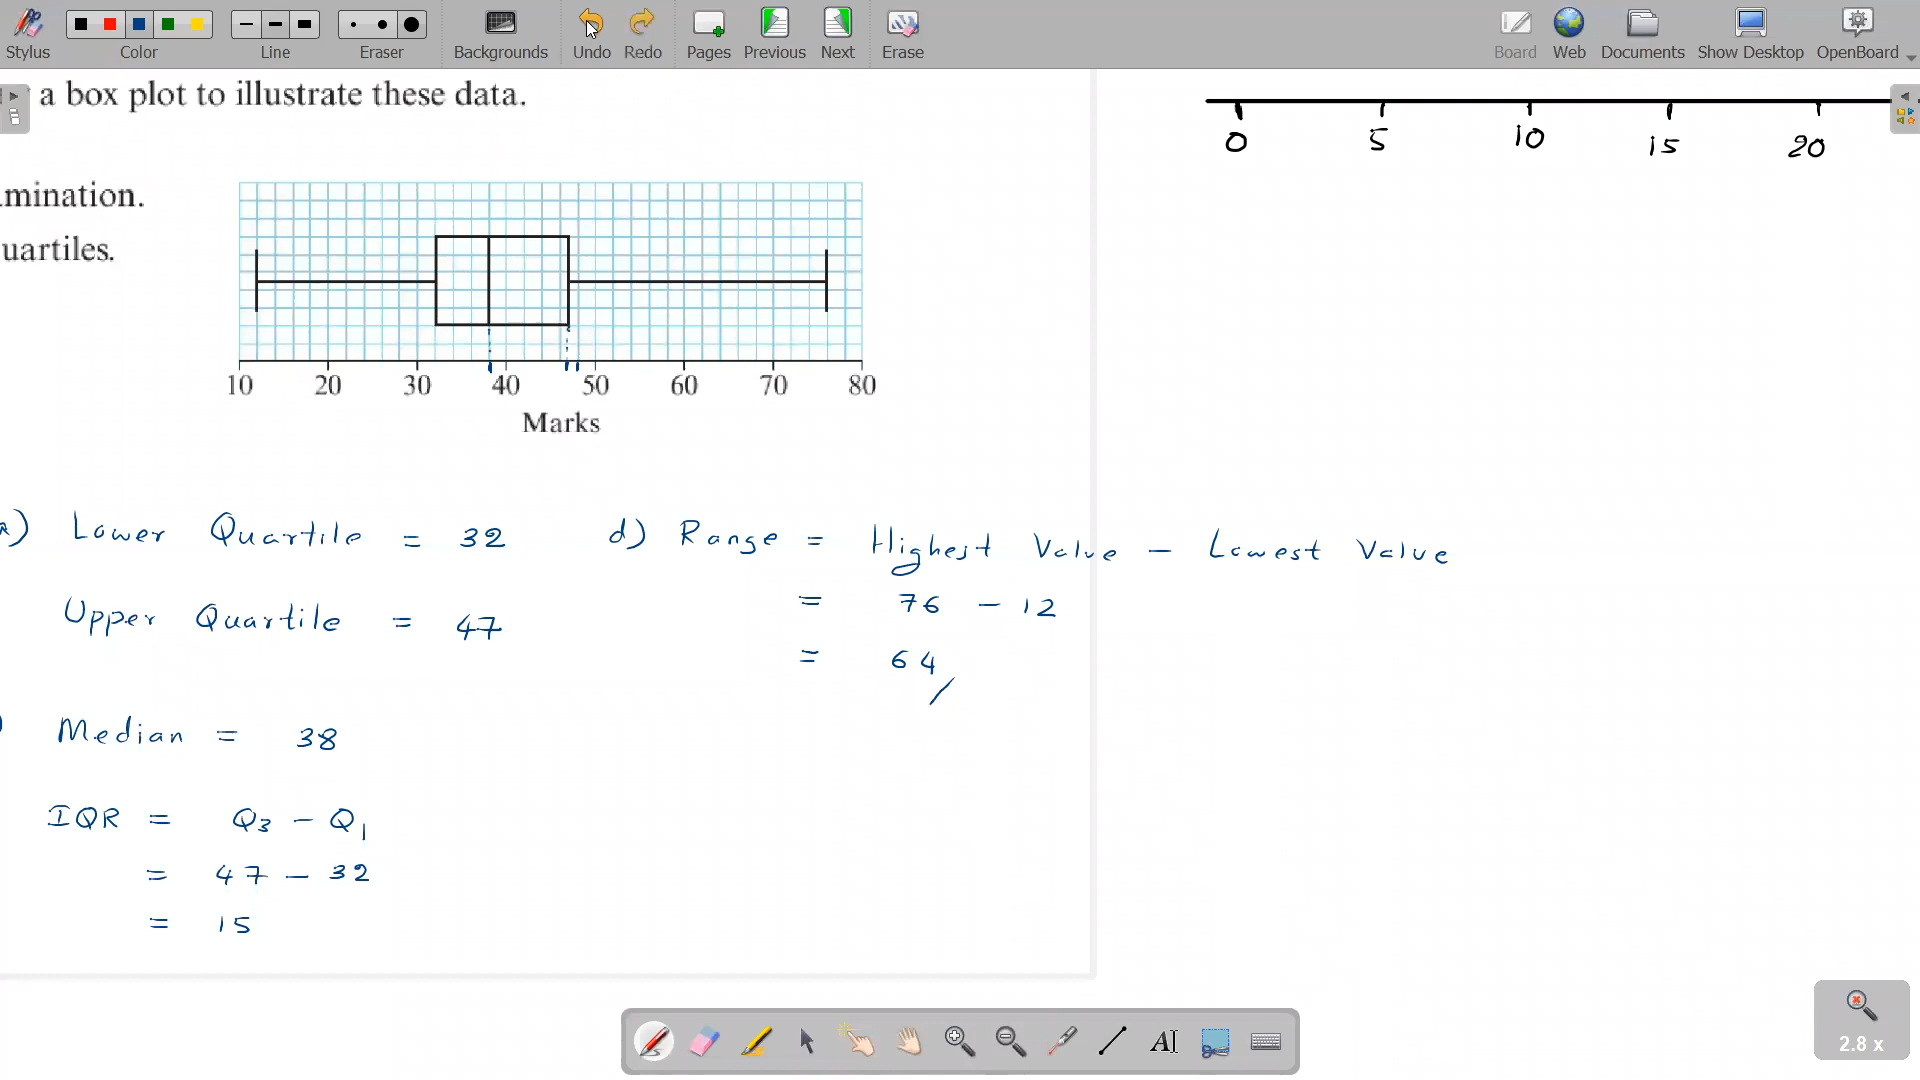 Stylus Color Line Eraser Backgrounds Undo Redo Pages Previous Next Erase Board Web Documents Show Desktop OpenBoard
a box plot to illustrate these data.
0 5 10 15 20
mination.
uartiles.
10 20 30 40 50 60 70 80
Marks
a) Lower Quartile = 32
Upper Quartile = 47
) Median = 38
IQR = Q3 - Q1
= 47 - 32
= 15
d) Range = Highest Value - Lowest Value
= 76 - 12
= 64
2.8 x